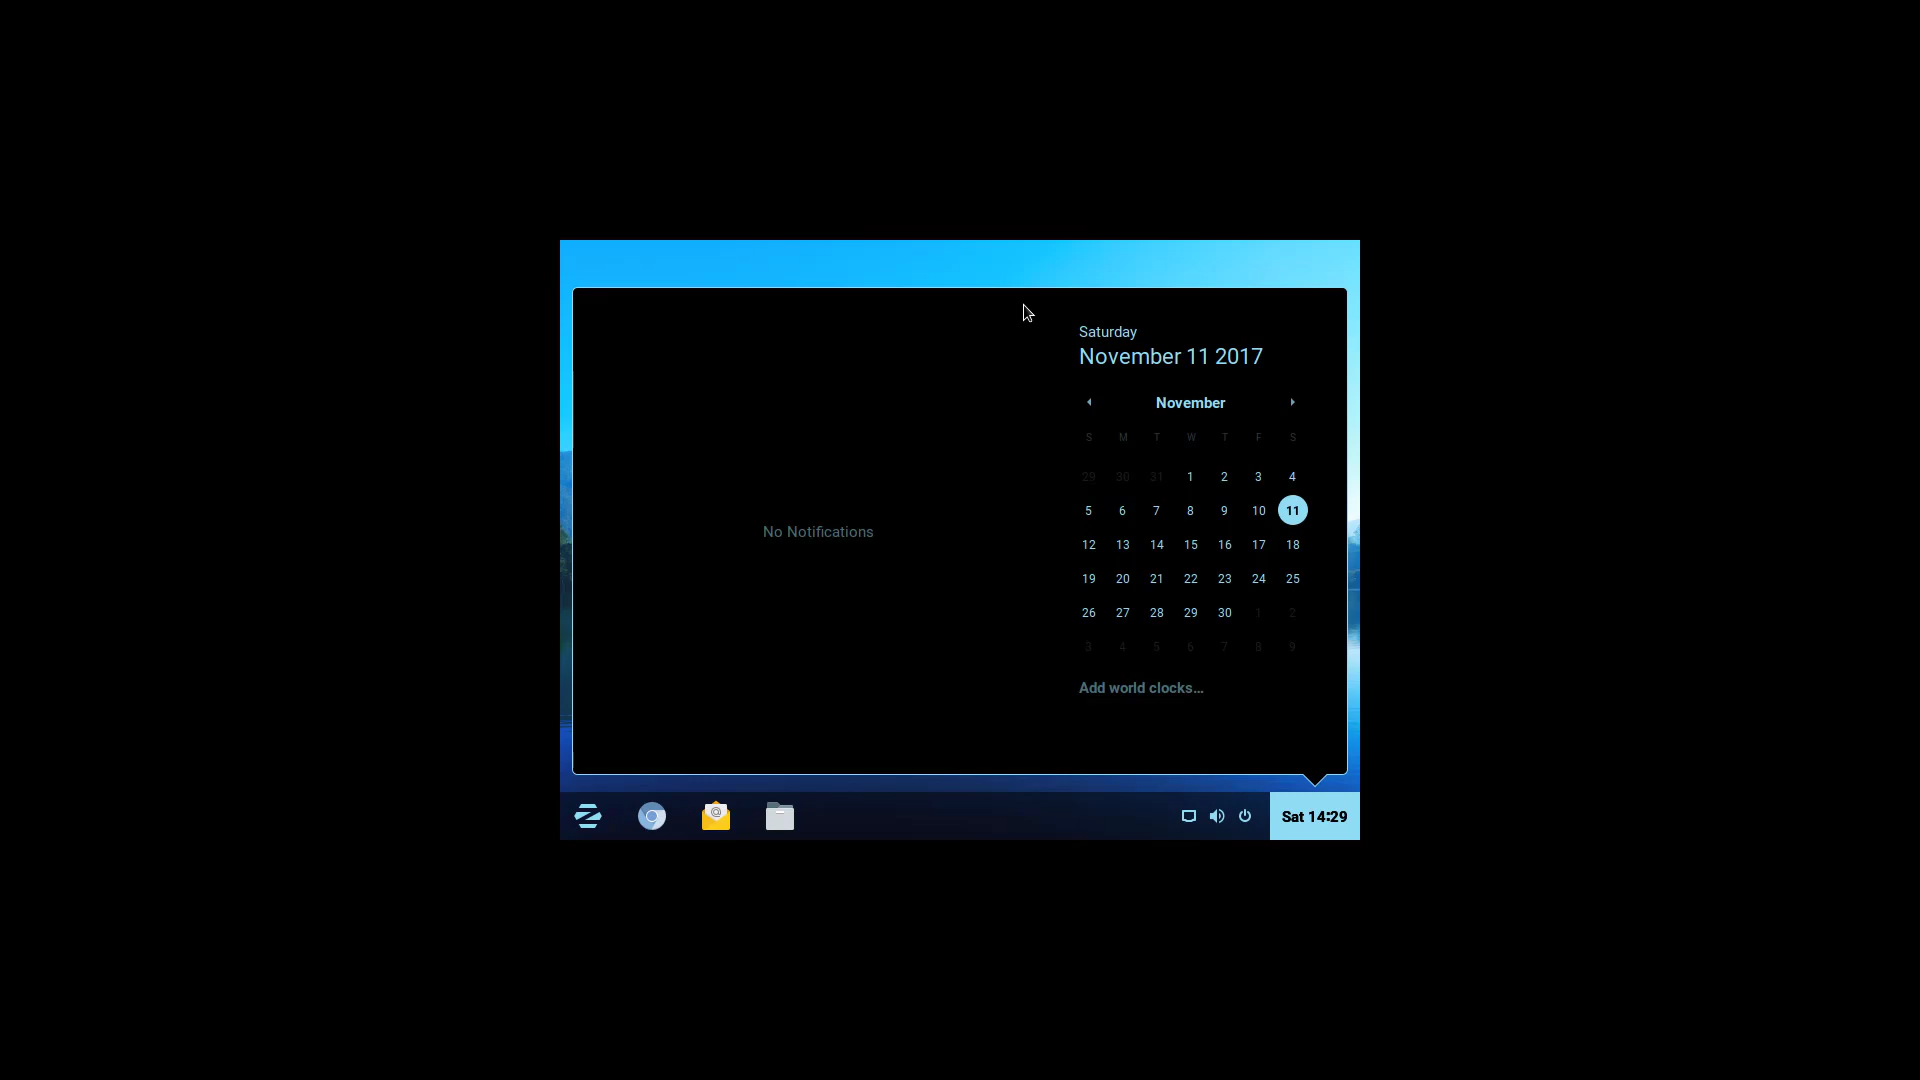 Saturday
November 11 2017
November
S M T W T F S
29 30 31 1 2 3 4
5 6 7 8 9 10 11
12 13 14 15 16 17 18
19 20 21 22 23 24 25
26 27 28 29 30 1 2
3 4 5 6 7 8 9
No Notifications
Add world clocks...
@
Sat 14:29